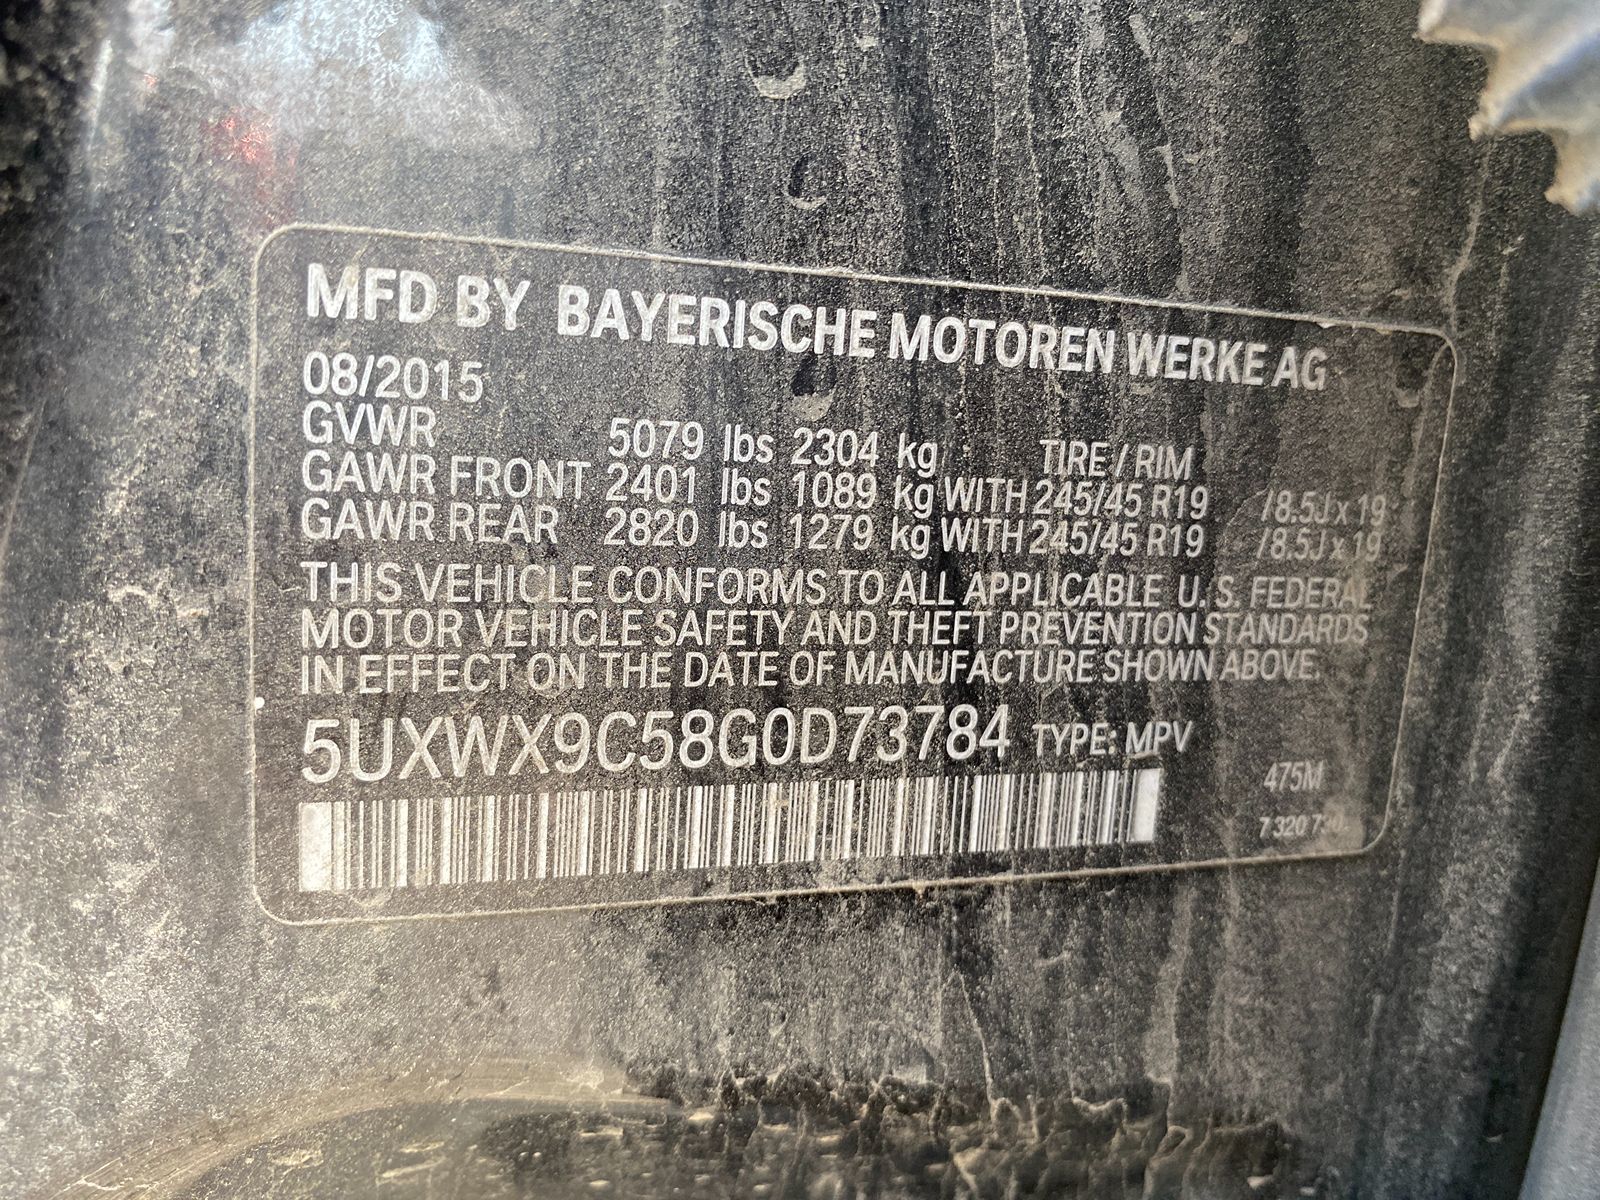 MFD BY BAYERISCHE MOTOREN WERKE AG
08/2015
GVWR 5079 lbs 2304 kg TIRE / RIM
GAWR FRONT 2401 lbs 1089 kg WITH 245/45 R19 /8.5J x 19
GAWR REAR 2820 lbs 1279 kg WITH 245/45 R19 /8.5J x 19
THIS VEHICLE CONFORMS TO ALL APPLICABLE U.S. FEDERAL
MOTOR VEHICLE SAFETY AND THEFT PREVENTION STANDARDS
IN EFFECT ON THE DATE OF MANUFACTURE SHOWN ABOVE.
5UXWX9C58G0D73784 TYPE: MPV
475M
7 320